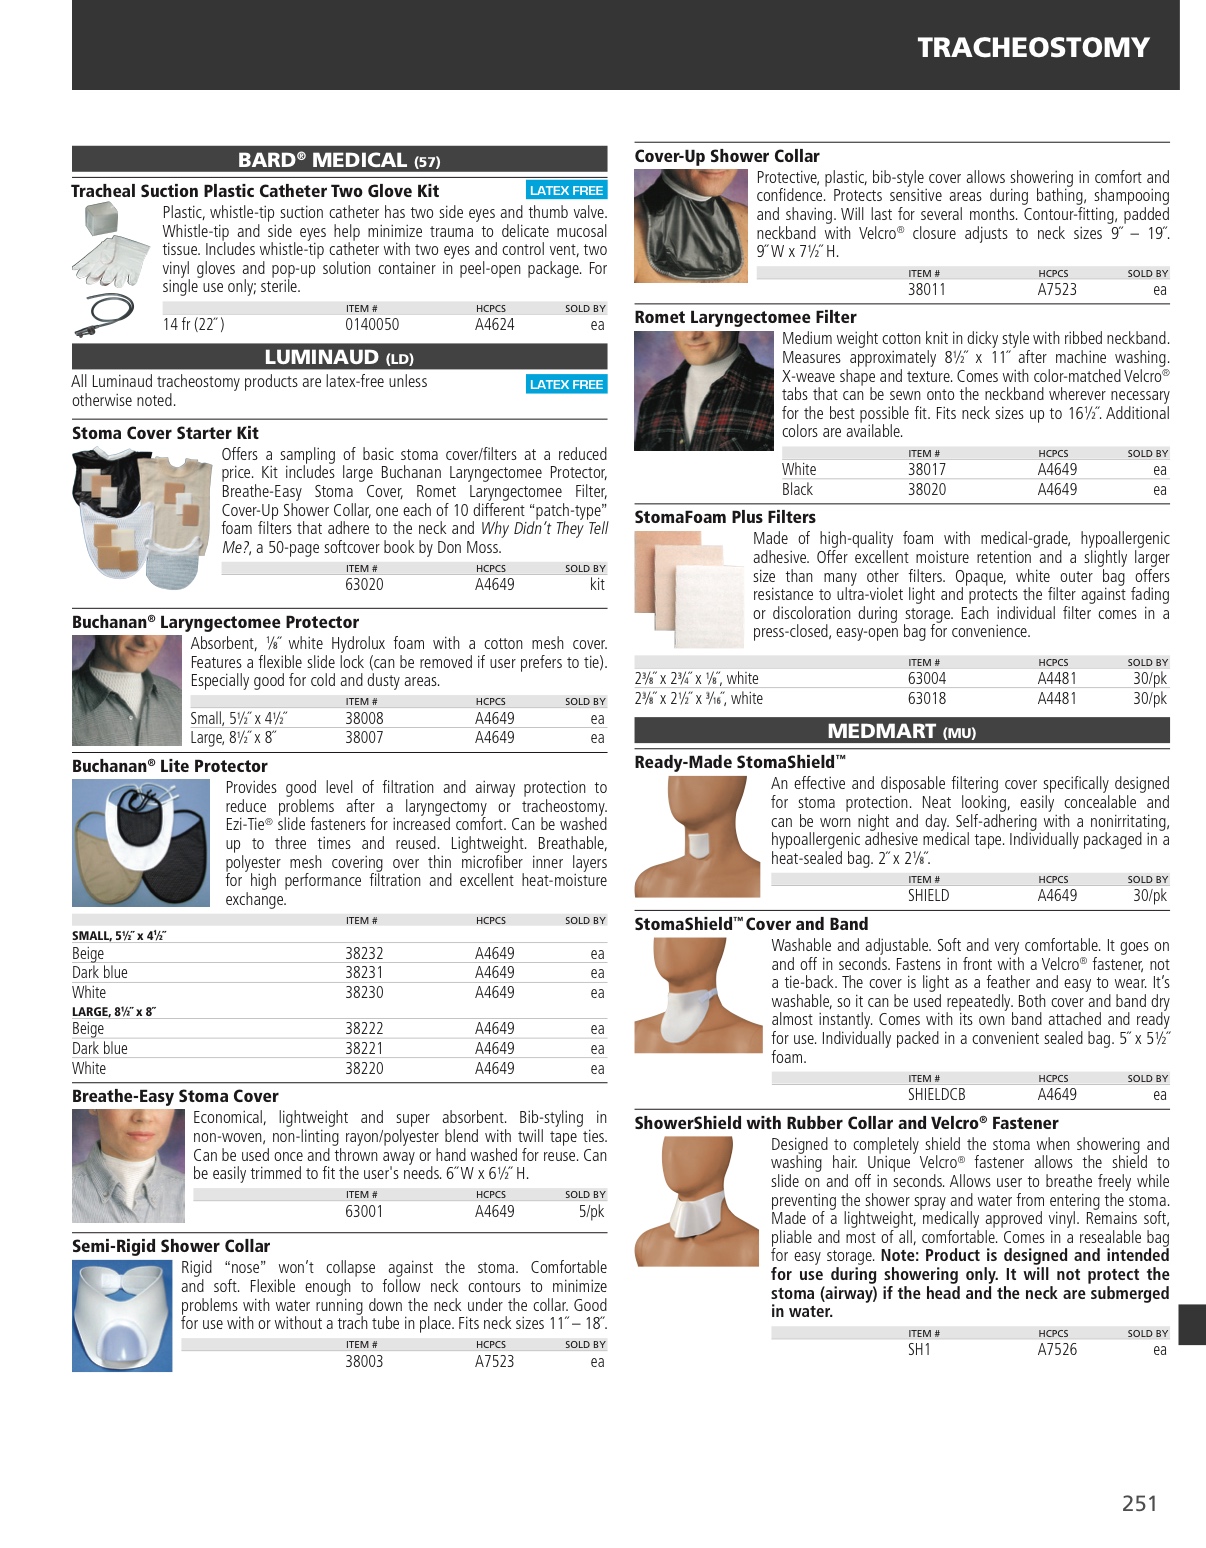 TRACHEOSTOMY
BARD® MEDICAL (57)
Tracheal Suction Plastic Catheter Two Glove Kit
LATEX FREE
Plastic, whistle-tip suction catheter has two side eyes and thumb valve.
Whistle-tip and side eyes help minimize trauma to delicate mucosal
tissue. Includes whistle-tip catheter with two eyes and control vent, two
vinyl gloves and pop-up solution container in peel-open package. For
single use only; sterile.
ITEM # HCPCS SOLD BY
14 fr (22˝ ) 0140050 A4624 ea
LUMINAUD (LD)
All Luminaud tracheostomy products are latex-free unless
otherwise noted.
LATEX FREE
Stoma Cover Starter Kit
Offers a sampling of basic stoma cover/filters at a reduced
price. Kit includes large Buchanan Laryngectomee Protector,
Breathe-Easy Stoma Cover, Romet Laryngectomee Filter,
Cover-Up Shower Collar, one each of 10 different “patch-type”
foam filters that adhere to the neck and Why Didn’t They Tell
Me?, a 50-page softcover book by Don Moss.
ITEM # HCPCS SOLD BY
63020 A4649 kit
Buchanan® Laryngectomee Protector
Absorbent, ⅛˝ white Hydrolux foam with a cotton mesh cover.
Features a flexible slide lock (can be removed if user prefers to tie).
Especially good for cold and dusty areas.
ITEM # HCPCS SOLD BY
Small, 5½˝ x 4½˝ 38008 A4649 ea
Large, 8½˝ x 8˝ 38007 A4649 ea
Buchanan® Lite Protector
Provides good level of filtration and airway protection to
reduce problems after a laryngectomy or tracheostomy.
Ezi-Tie® slide fasteners for increased comfort. Can be washed
up to three times and reused. Lightweight. Breathable,
polyester mesh covering over thin microfiber inner layers
for high performance filtration and excellent heat-moisture
exchange.
ITEM # HCPCS SOLD BY
SMALL, 5½˝ x 4½˝
Beige 38232 A4649 ea
Dark blue 38231 A4649 ea
White 38230 A4649 ea
LARGE, 8½˝ x 8˝
Beige 38222 A4649 ea
Dark blue 38221 A4649 ea
White 38220 A4649 ea
Breathe-Easy Stoma Cover
Economical, lightweight and super absorbent. Bib-styling in
non-woven, non-linting rayon/polyester blend with twill tape ties.
Can be used once and thrown away or hand washed for reuse. Can
be easily trimmed to fit the user's needs. 6˝ W x 6½˝ H.
ITEM # HCPCS SOLD BY
63001 A4649 5/pk
Semi-Rigid Shower Collar
Rigid “nose” won’t collapse against the stoma. Comfortable
and soft. Flexible enough to follow neck contours to minimize
problems with water running down the neck under the collar. Good
for use with or without a trach tube in place. Fits neck sizes 11˝ – 18˝.
ITEM # HCPCS SOLD BY
38003 A7523 ea
Cover-Up Shower Collar
Protective, plastic, bib-style cover allows showering in comfort and
confidence. Protects sensitive areas during bathing, shampooing
and shaving. Will last for several months. Contour-fitting, padded
neckband with Velcro® closure adjusts to neck sizes 9˝ – 19˝.
9˝ W x 7½˝ H.
ITEM # HCPCS SOLD BY
38011 A7523 ea
Romet Laryngectomee Filter
Medium weight cotton knit in dicky style with ribbed neckband.
Measures approximately 8½˝ x 11˝ after machine washing.
X-weave shape and texture. Comes with color-matched Velcro®
tabs that can be sewn onto the neckband wherever necessary
for the best possible fit. Fits neck sizes up to 16½˝. Additional
colors are available.
ITEM # HCPCS SOLD BY
White 38017 A4649 ea
Black 38020 A4649 ea
StomaFoam Plus Filters
Made of high-quality foam with medical-grade, hypoallergenic
adhesive. Offer excellent moisture retention and a slightly larger
size than many other filters. Opaque, white outer bag offers
resistance to ultra-violet light and protects the filter against fading
or discoloration during storage. Each individual filter comes in a
press-closed, easy-open bag for convenience.
ITEM # HCPCS SOLD BY
2⅜˝ x 2¾˝ x ⅛˝, white 63004 A4481 30/pk
2⅜˝ x 2½˝ x 3⁄16˝, white 63018 A4481 30/pk
MEDMART (MU)
Ready-Made StomaShield™
An effective and disposable filtering cover specifically designed
for stoma protection. Neat looking, easily concealable and
can be worn night and day. Self-adhering with a nonirritating,
hypoallergenic adhesive medical tape. Individually packaged in a
heat-sealed bag. 2˝ x 2⅛˝.
ITEM # HCPCS SOLD BY
SHIELD A4649 30/pk
StomaShield™ Cover and Band
Washable and adjustable. Soft and very comfortable. It goes on
and off in seconds. Fastens in front with a Velcro® fastener, not
a tie-back. The cover is light as a feather and easy to wear. It’s
washable, so it can be used repeatedly. Both cover and band dry
almost instantly. Comes with its own band attached and ready
for use. Individually packed in a convenient sealed bag. 5˝ x 5½˝
foam.
ITEM # HCPCS SOLD BY
SHIELDCB A4649 ea
ShowerShield with Rubber Collar and Velcro® Fastener
Designed to completely shield the stoma when showering and
washing hair. Unique Velcro® fastener allows the shield to
slide on and off in seconds. Allows user to breathe freely while
preventing the shower spray and water from entering the stoma.
Made of a lightweight, medically approved vinyl. Remains soft,
pliable and most of all, comfortable. Comes in a resealable bag
for easy storage. Note: Product is designed and intended
for use during showering only. It will not protect the
stoma (airway) if the head and the neck are submerged
in water.
ITEM # HCPCS SOLD BY
SH1 A7526 ea
251